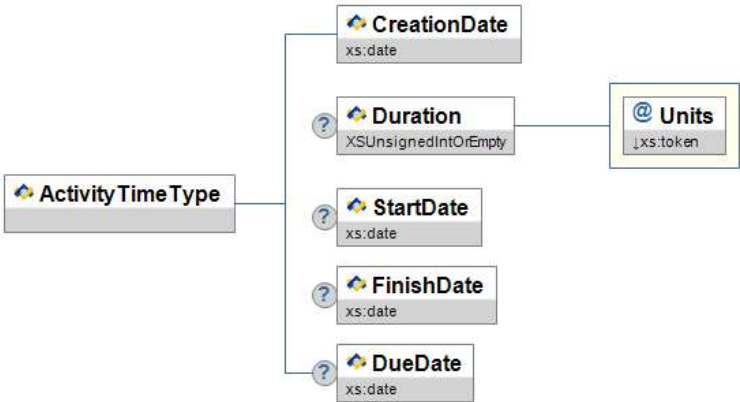 CreationDate
xs:date
? Duration
XSUnsignedIntOrEmpty
@ Units
↓xs:token
ActivityTimeType
? StartDate
xs:date
? FinishDate
xs:date
? DueDate
xs:date